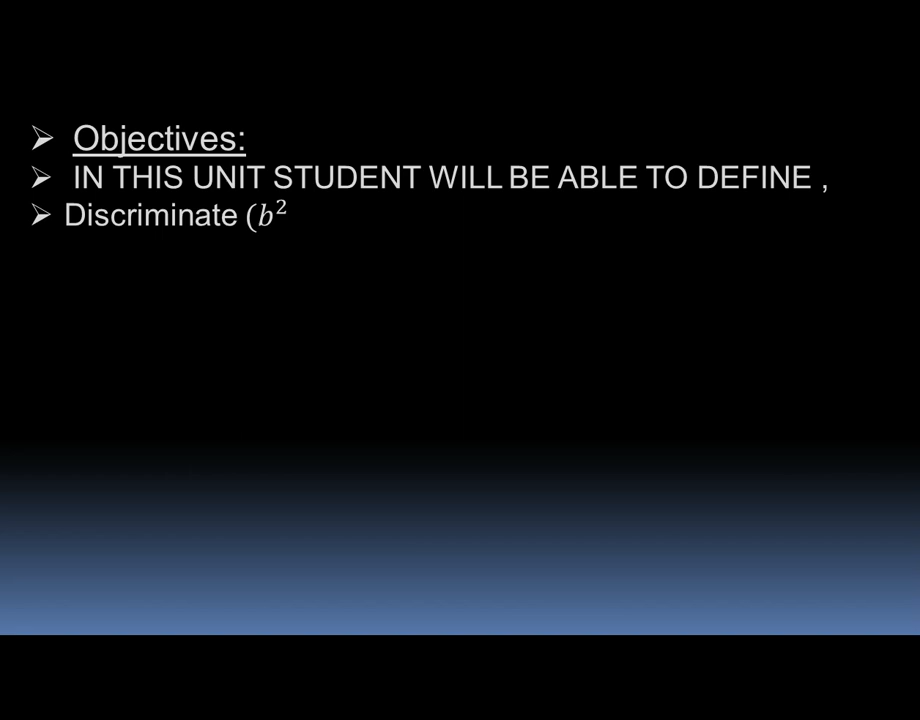 ➢ Objectives:
➢ IN THIS UNIT STUDENT WILL BE ABLE TO DEFINE ,
➢ Discriminate (b²